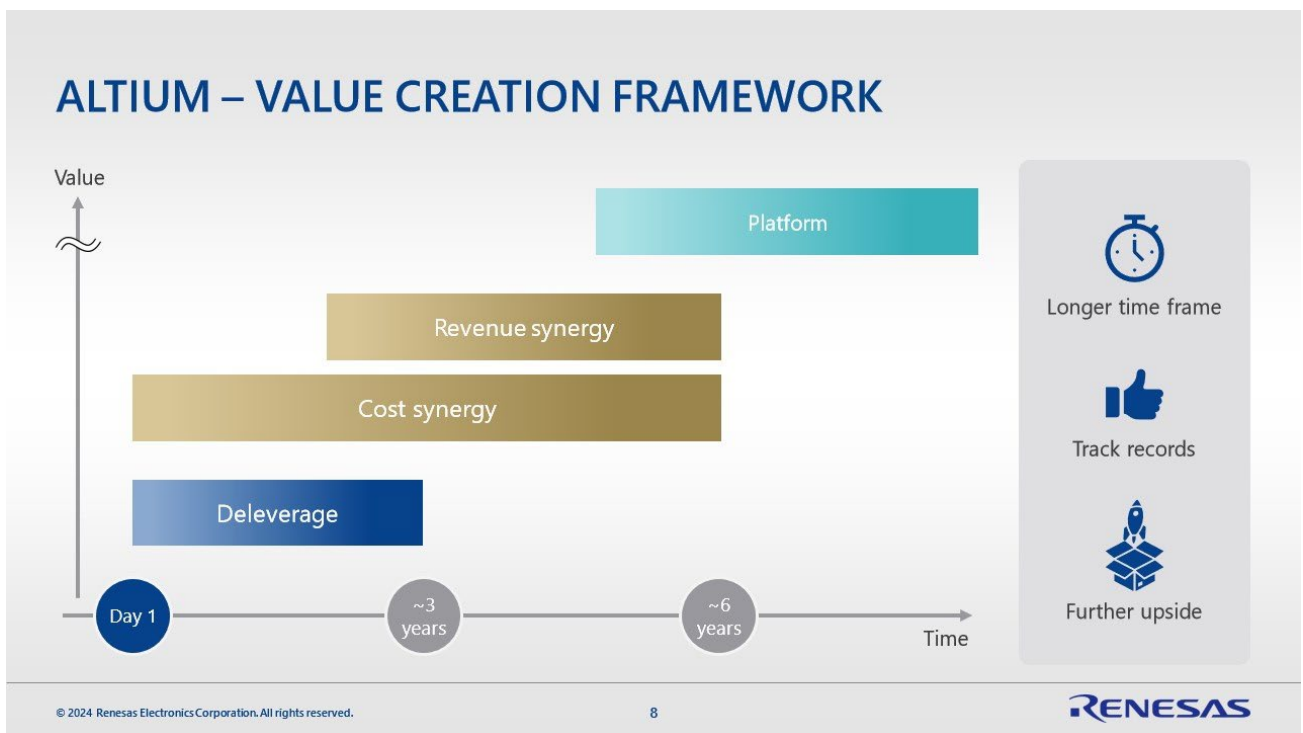 ALTIUM – VALUE CREATION FRAMEWORK
Value
Platform
Revenue synergy
Cost synergy
Deleverage
Day 1
~3
years
~6
years
Time
Longer time frame
Track records
Further upside
© 2024 Renesas Electronics Corporation. All rights reserved.
8
RENESAS